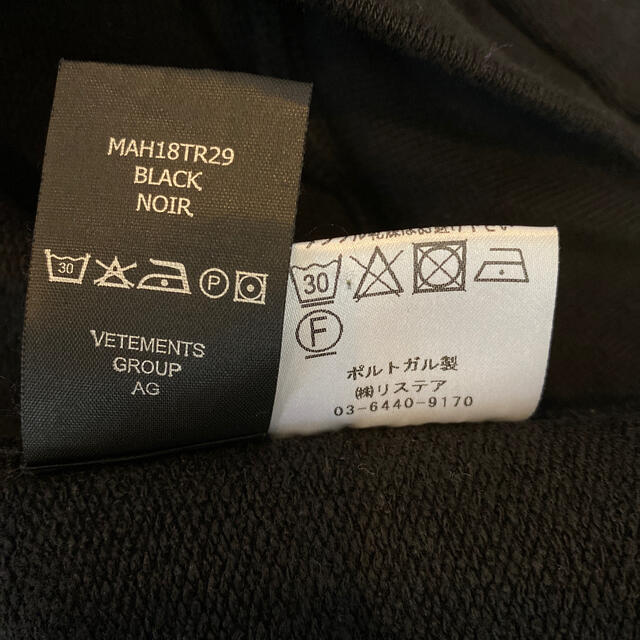 MAH18TR29
BLACK
NOIR
30
P
VETEMENTS
GROUP
AG
30
F
ポルトガル製
㈱リステア
03-6440-9170